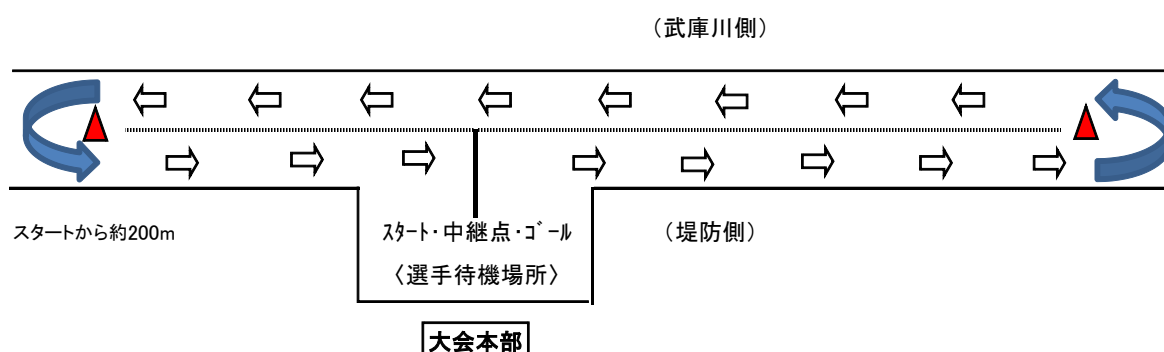 （武庫川側）
スタートから約200m
ｽﾀｰﾄ・中継点・ｺﾞｰﾙ
（堤防側）
〈選手待機場所〉
大会本部